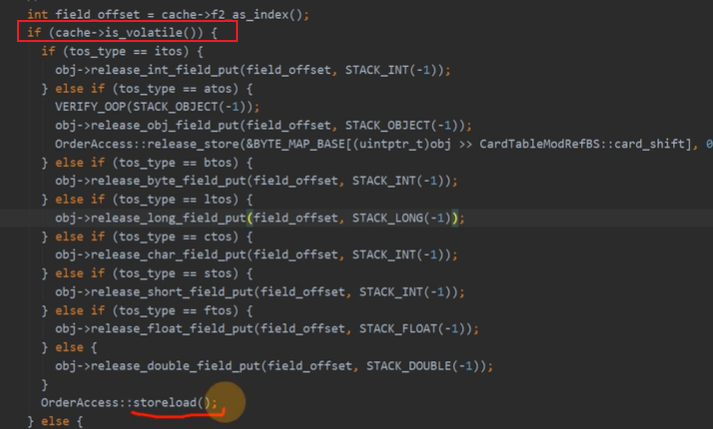 int field_offset = cache->f2_as_index();
if (cache->is_volatile()) {
if (tos_type == itos) {
obj->release_int_field_put(field_offset, STACK_INT(-1));
} else if (tos_type == atos) {
VERIFY_OOP(STACK_OBJECT(-1));
obj->release_obj_field_put(field_offset, STACK_OBJECT(-1));
OrderAccess::release_store(&BYTE_MAP_BASE[(uintptr_t)obj >> CardTableModRefBS::card_shift], 0
} else if (tos_type == btos) {
obj->release_byte_field_put(field_offset, STACK_INT(-1));
} else if (tos_type == ltos) {
obj->release_long_field_put(field_offset, STACK_LONG(-1));
} else if (tos_type == ctos) {
obj->release_char_field_put(field_offset, STACK_INT(-1));
} else if (tos_type == stos) {
obj->release_short_field_put(field_offset, STACK_INT(-1));
} else if (tos_type == ftos) {
obj->release_float_field_put(field_offset, STACK_FLOAT(-1));
} else {
obj->release_double_field_put(field_offset, STACK_DOUBLE(-1));
}
OrderAccess::storeload();
} else {